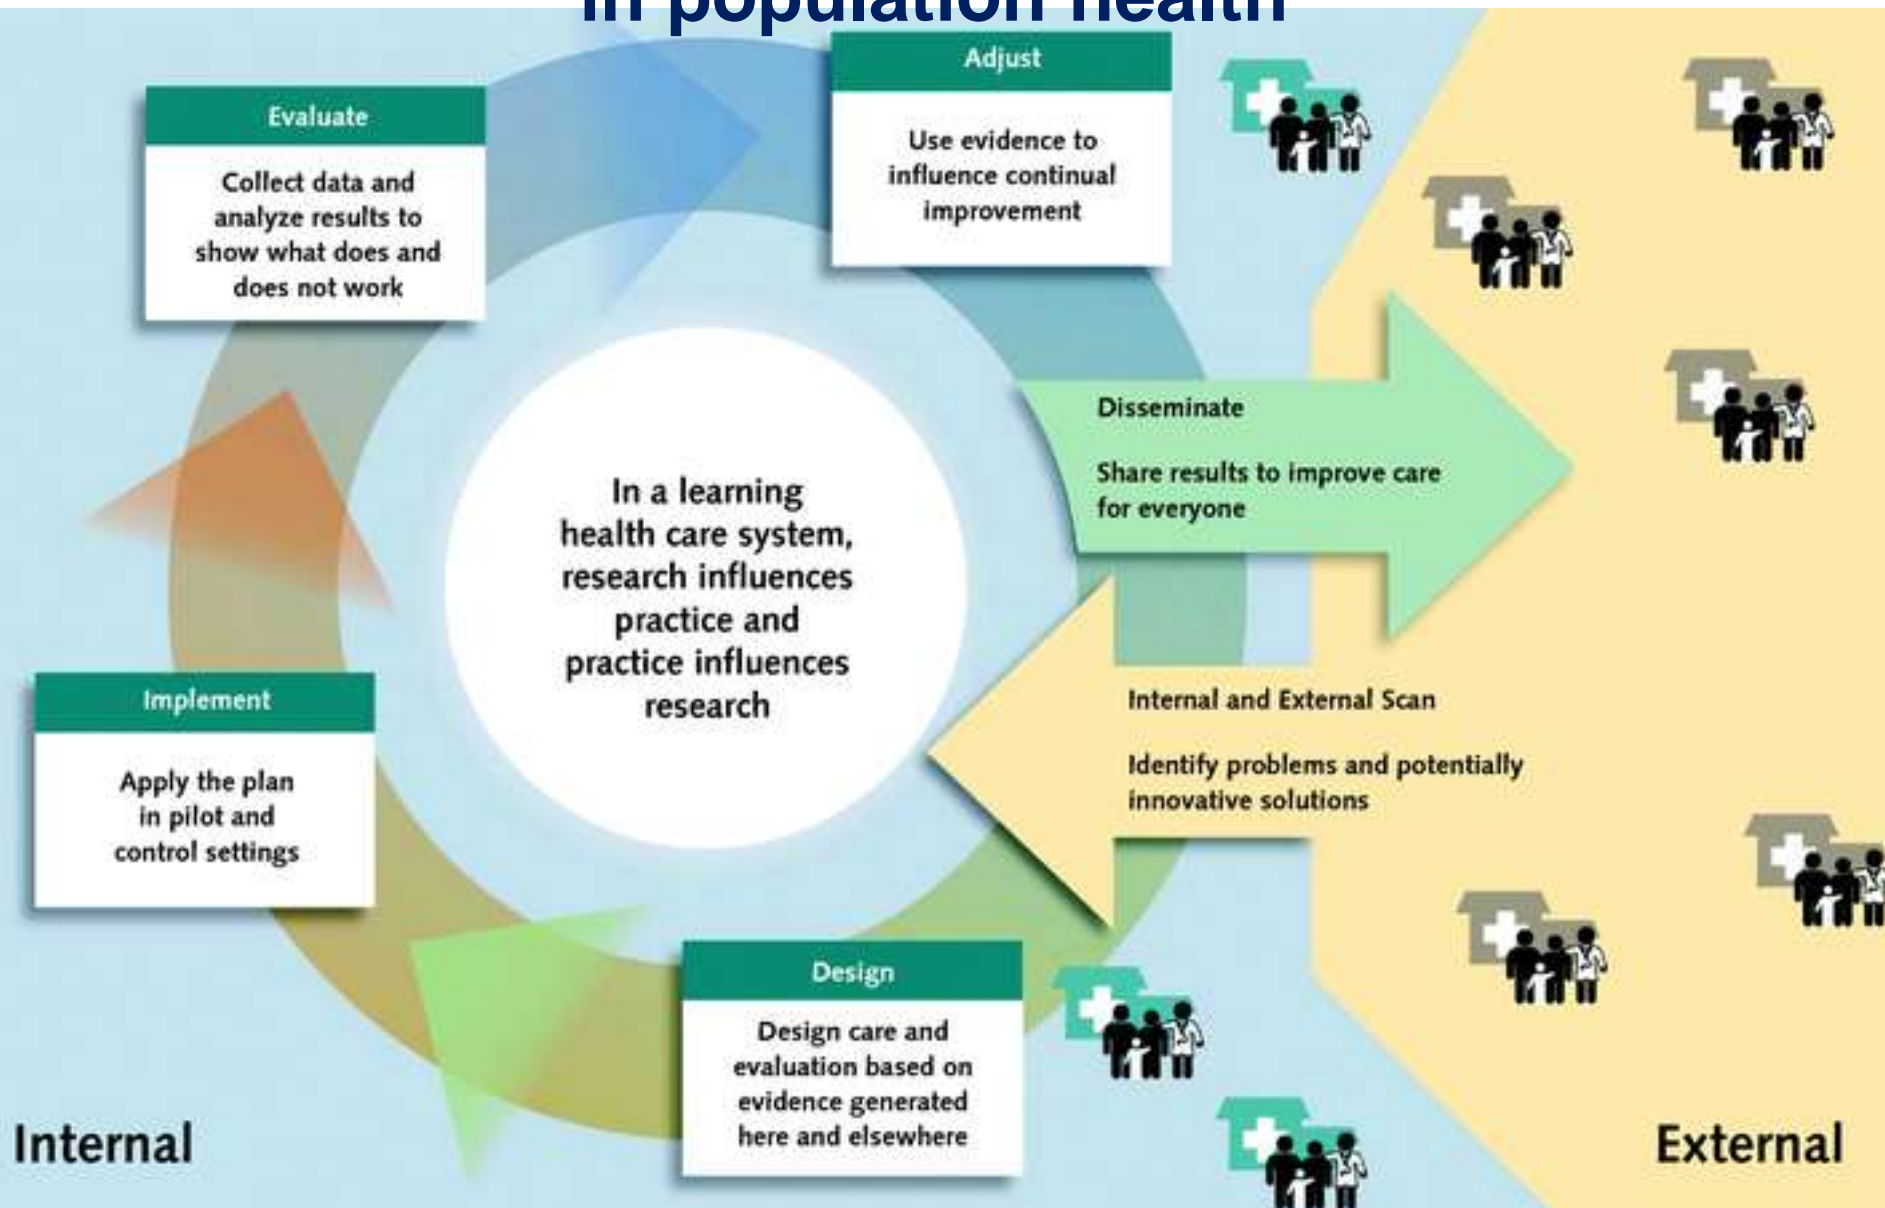 in population health
Adjust
Use evidence to
influence continual
improvement
Evaluate
Collect data and
analyze results to
show what does and
does not work
Disseminate
Share results to improve care
for everyone
In a learning
health care system,
research influences
practice and
practice influences
research
Internal and External Scan
Identify problems and potentially
innovative solutions
Implement
Apply the plan
in pilot and
control settings
Design
Design care and
evaluation based on
evidence generated
here and elsewhere
Internal
External